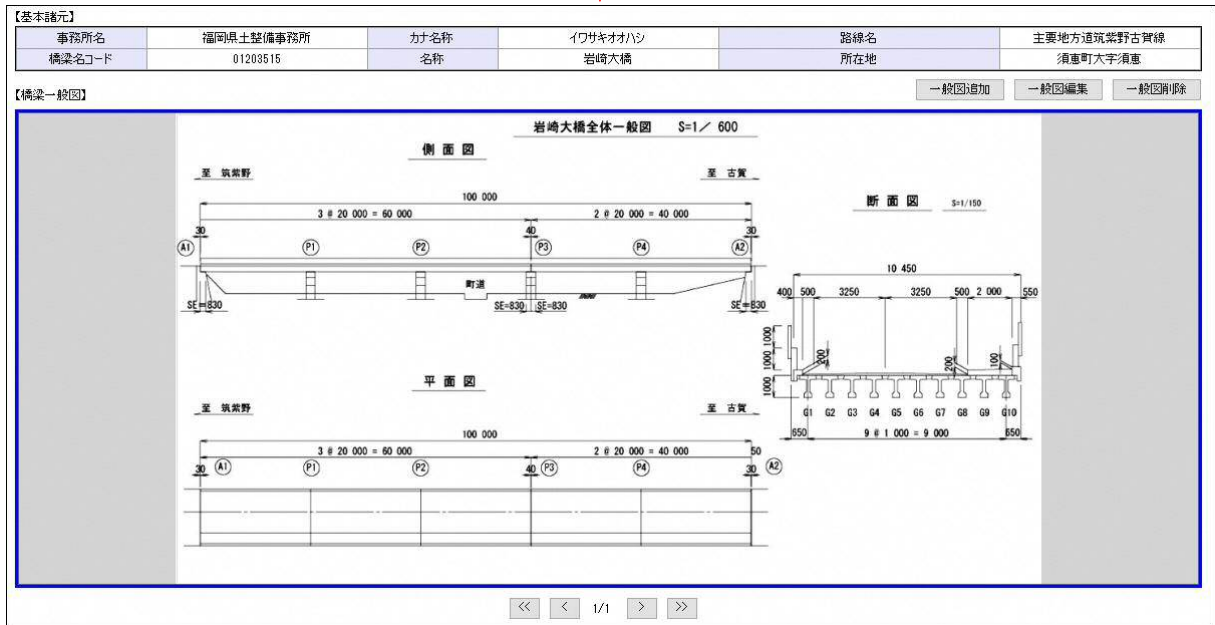 【基本諸元】
事務所名 福岡県土整備事務所 カナ名称 イワサキオオハシ 路線名 主要地方道筑紫野古賀線
橋梁名コード 01203515 名称 岩崎大橋 所在地 須恵町大字須恵
【橋梁一般図】
一般図追加 一般図編集 一般図削除
岩崎大橋全体一般図 S=1/ 600
側面図
至 筑紫野 至 古賀
100 000
3 @ 20 000 = 60 000 2 @ 20 000 = 40 000
30 40 30
A1 P1 P2 P3 P4 A2
町道
SE=830 SE=830 SE=830 SE=830
断面図 S=1/150
10 450
400 500 3250 3250 500 2 000 550
1000
1000
1000
200 200 100
G1 G2 G3 G4 G5 G6 G7 G8 G9 G10
650 9 @ 1 000 = 9 000 650
平面図
至 筑紫野 至 古賀
100 000
3 @ 20 000 = 60 000 2 @ 20 000 = 40 000 50
30 A1 P1 P2 40 P3 P4 30 A2
<< < 1/1 > >>